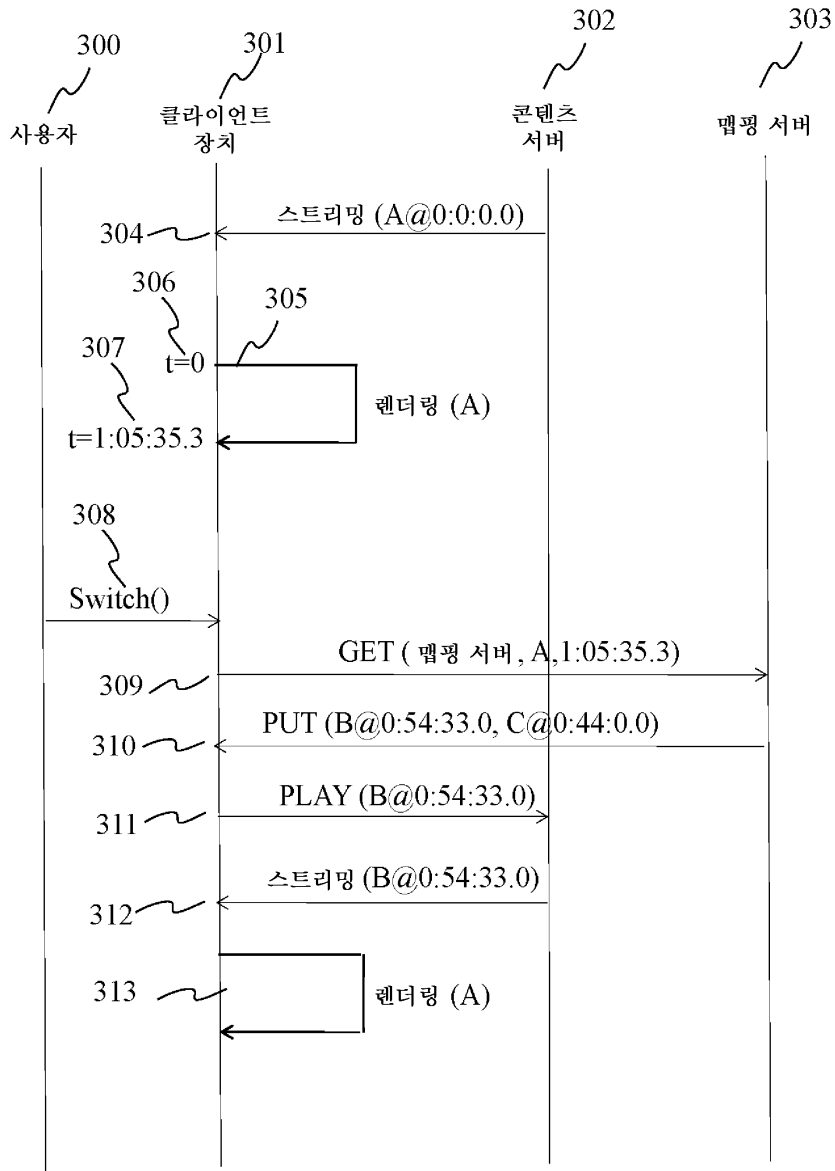 300
301
302
303
사용자
클라이언트
장치
콘텐츠
서버
맵핑 서버
스트리밍 (A@0:0:0.0)
304
306
305
t=0
307
렌더링 (A)
t=1:05:35.3
308
Switch()
GET ( 맵핑 서버 , A,1:05:35.3)
309
PUT (B@0:54:33.0, C@0:44:0.0)
310
PLAY (B@0:54:33.0)
311
스트리밍 (B@0:54:33.0)
312
313
렌더링 (A)